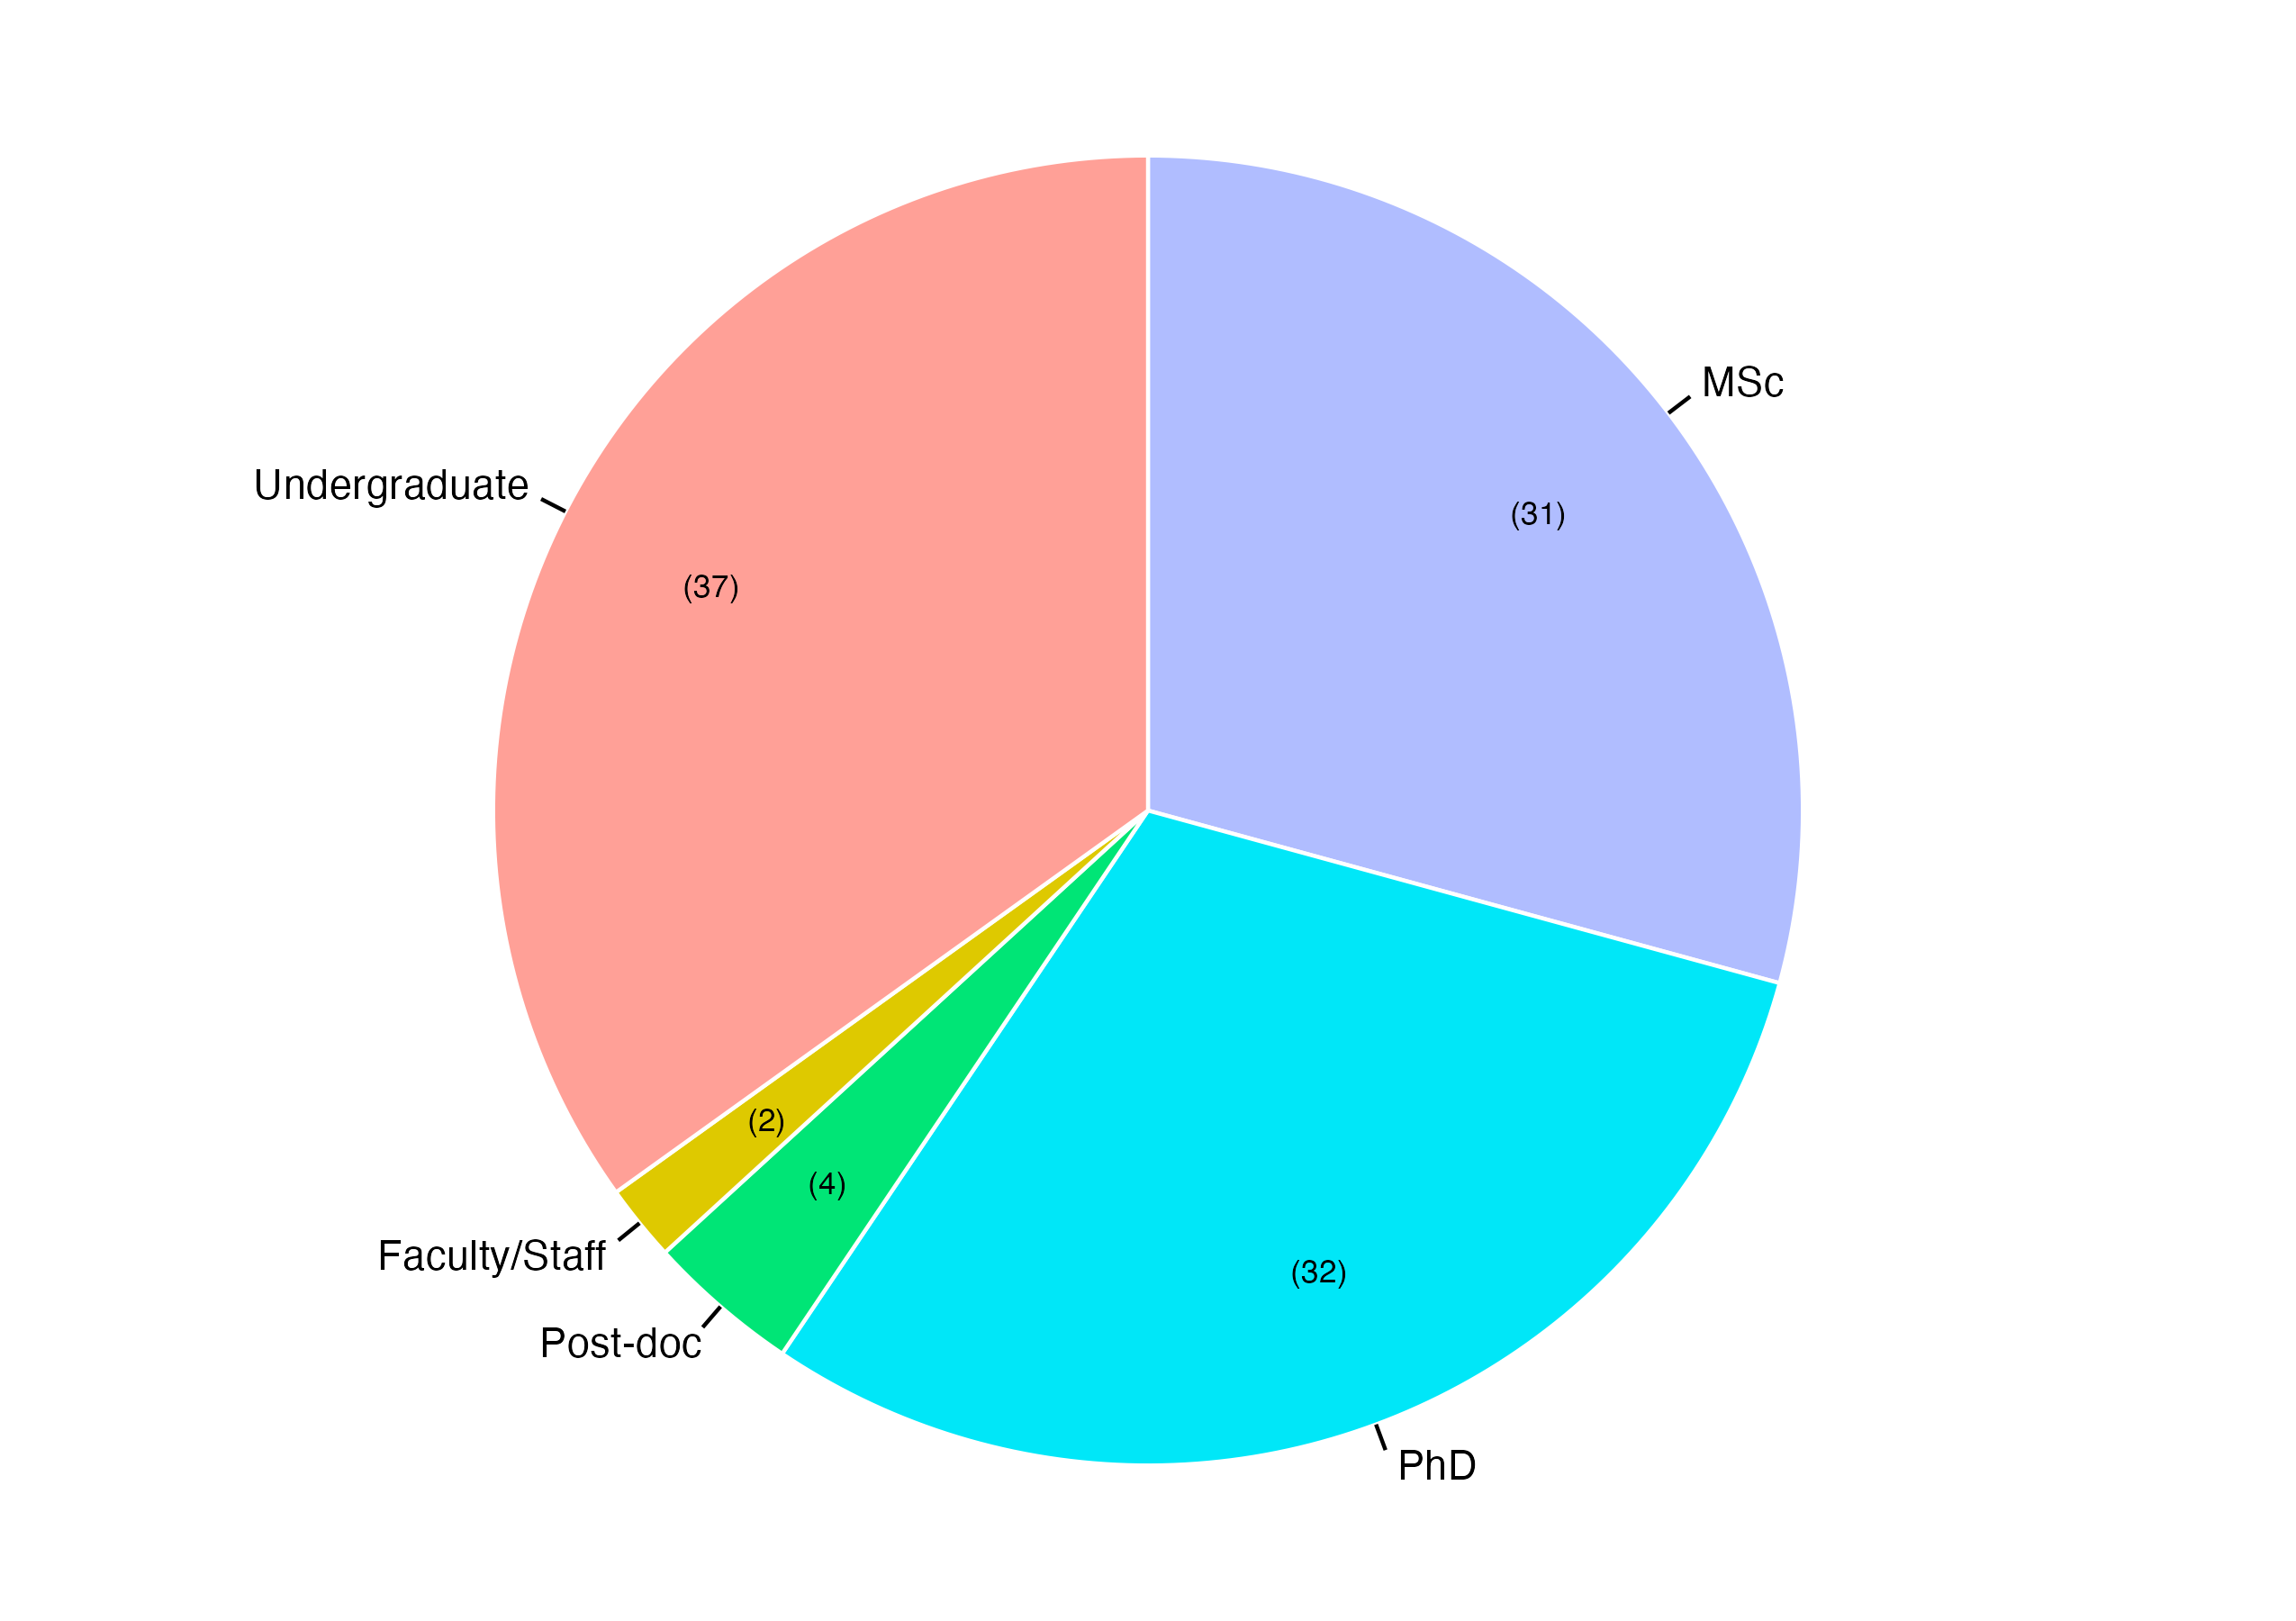 MSc
(31)
Undergraduate
(37)
(2)
(4)
Faculty/Staff
(32)
Post-doc
PhD